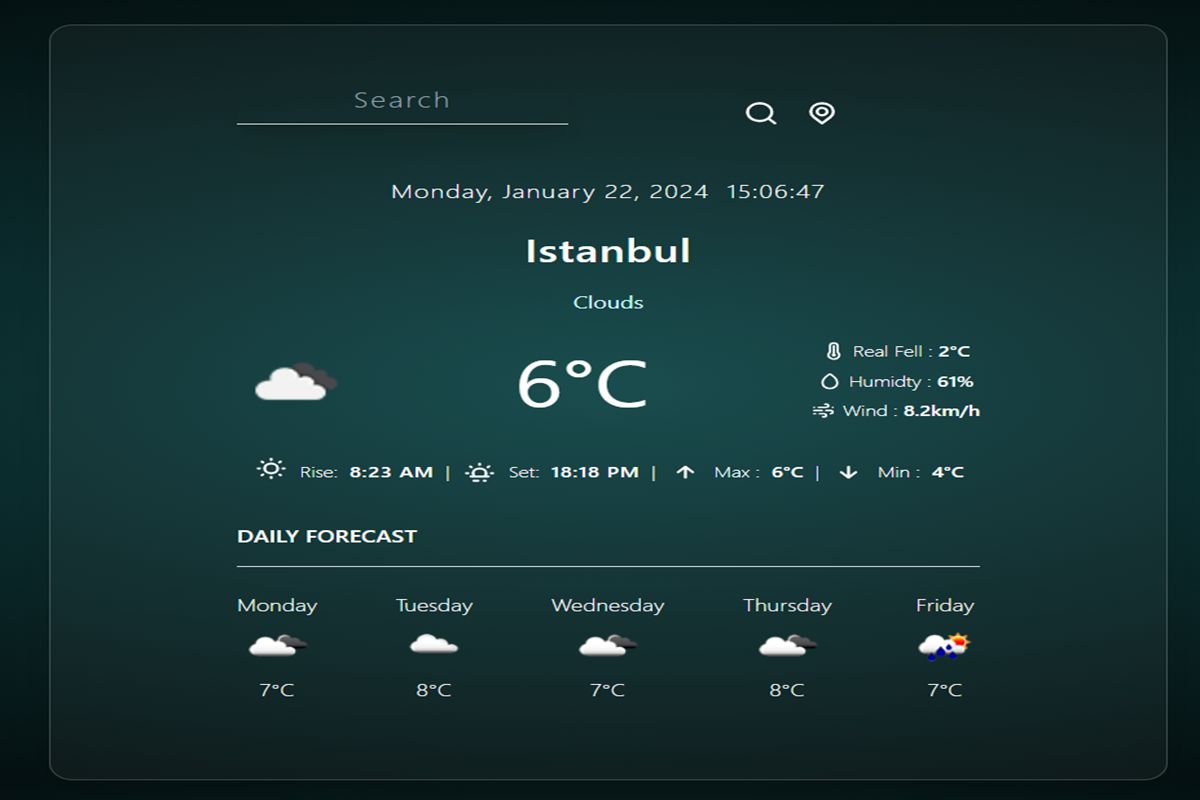 Search
Monday, January 22, 2024 15:06:47
Istanbul
Clouds
6°C
Real Fell : 2°C
Humidty : 61%
Wind : 8.2km/h
Rise: 8:23 AM | Set: 18:18 PM | Max : 6°C | Min : 4°C
DAILY FORECAST
Monday Tuesday Wednesday Thursday Friday
7°C 8°C 7°C 8°C 7°C